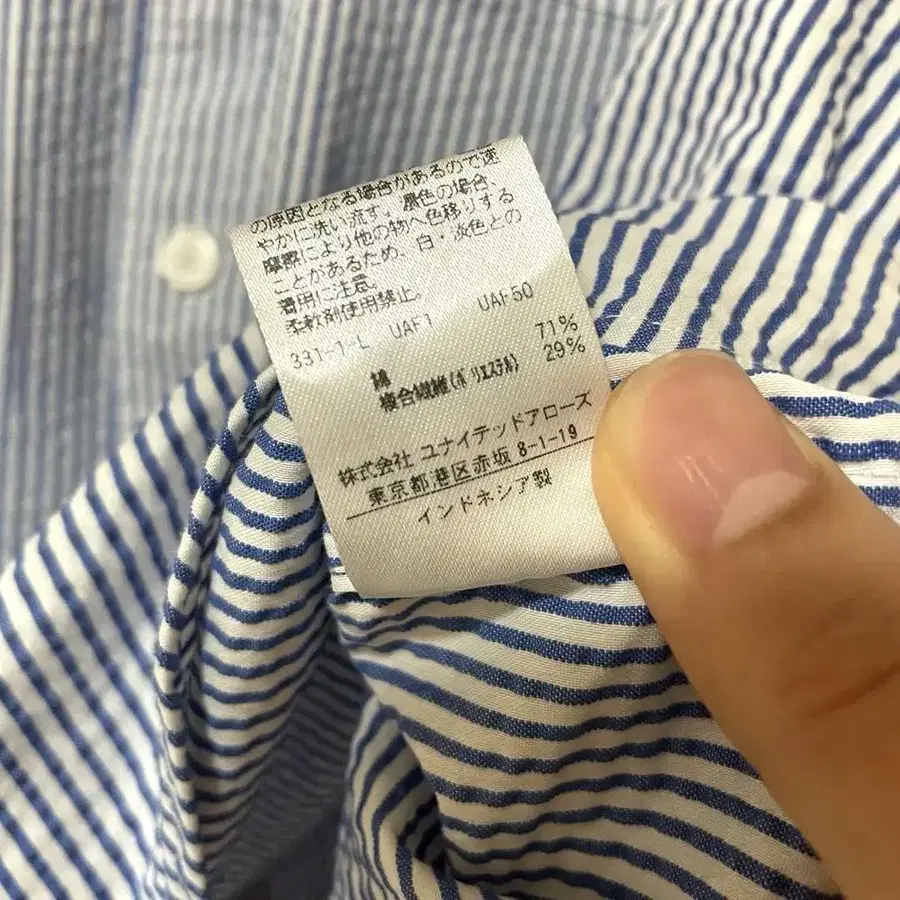 の原因となる場合があるので速
やかに洗い流す。濃色の場合、
摩擦により他の物へ色移りする
ことがあるため、白・淡色との
着用に注意。
柔軟剤使用禁止。
331-1-L UAF1 UAF50
綿 71%
複合繊維(ポリエステル) 29%
株式会社 ユナイテッドアローズ
東京都港区赤坂 8-1-19
インドネシア製